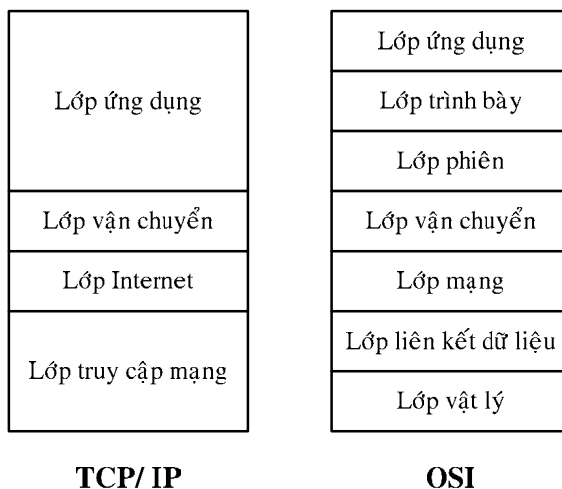 Lớp ứng dụng
Lớp vận chuyển
Lớp Internet
Lớp truy cập mạng
TCP/ IP
Lớp ứng dụng
Lớp trình bày
Lớp phiên
Lớp vận chuyển
Lớp mạng
Lớp liên kết dữ liệu
Lớp vật lý
OSI